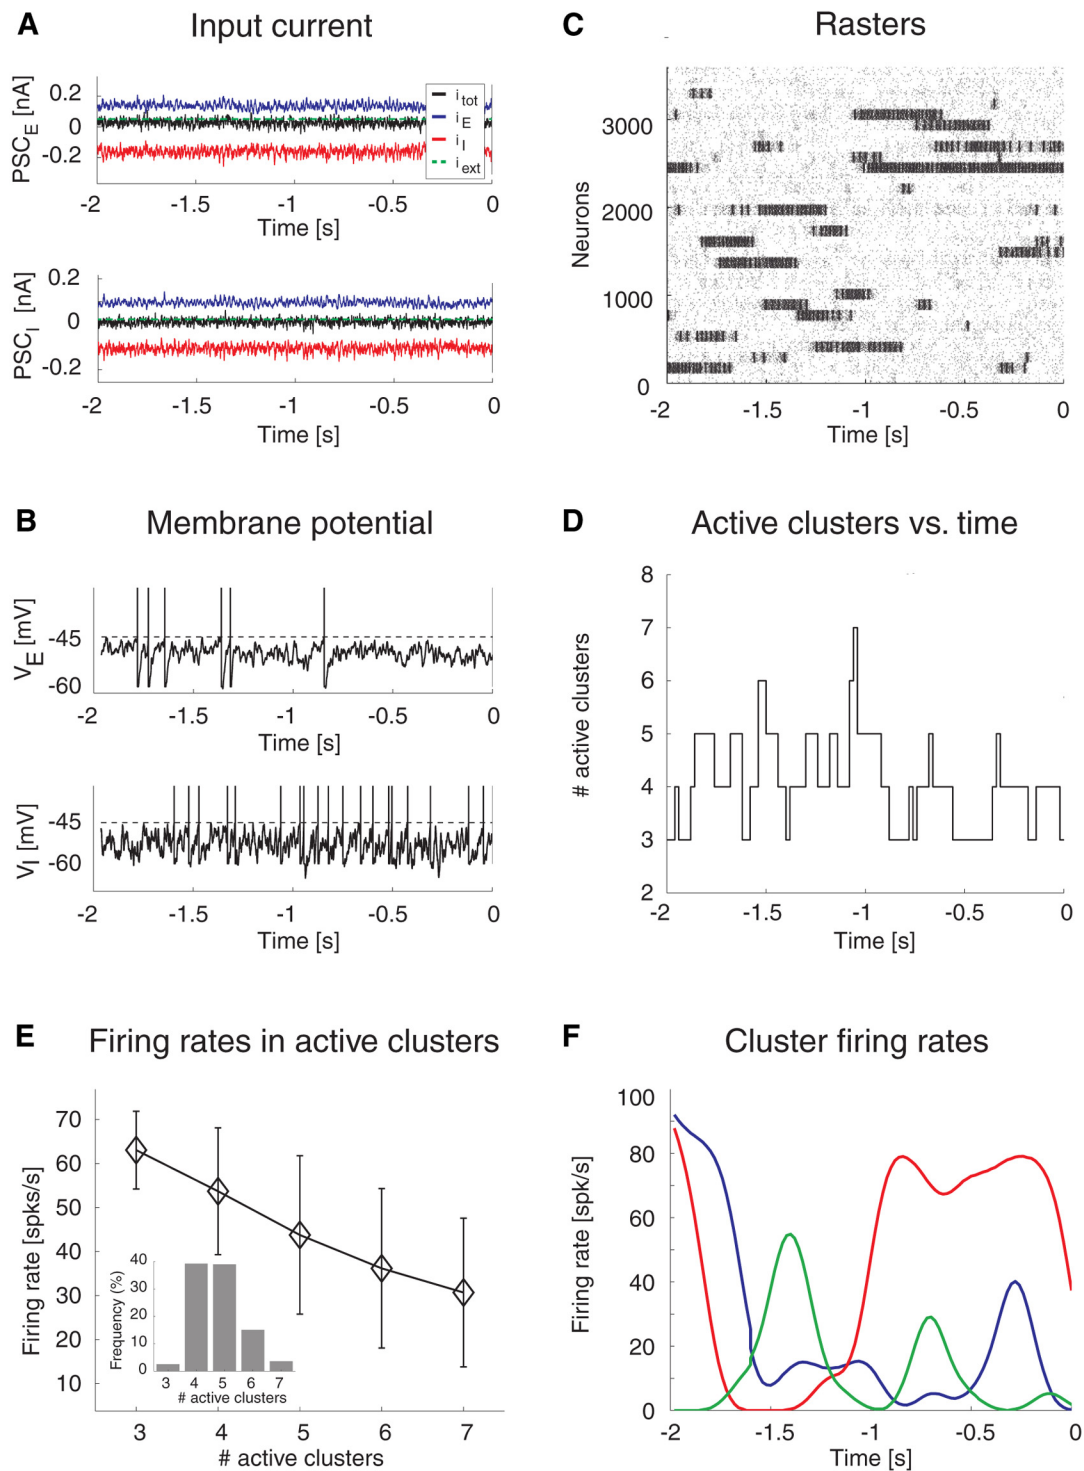 A Input current
PSC_E [nA]
0.2
0
-0.2
i_tot
i_E
i_I
i_ext
-2 -1.5 -1 -0.5 0
Time [s]
PSC_I [nA]
0.2
0
-0.2
-2 -1.5 -1 -0.5 0
Time [s]
C Rasters
Neurons
3000
2000
1000
0
-2 -1.5 -1 -0.5 0
Time [s]
B Membrane potential
V_E [mV]
-45
-60
-2 -1.5 -1 -0.5 0
Time [s]
V_I [mV]
-45
-60
-2 -1.5 -1 -0.5 0
Time [s]
D Active clusters vs. time
# active clusters
8
7
6
5
4
3
2
-2 -1.5 -1 -0.5 0
Time [s]
E Firing rates in active clusters
Firing rate [spks/s]
70
60
50
40
30
20
10
Frequency (%)
40
30
20
10
0
3 4 5 6 7
# active clusters
3 4 5 6 7
# active clusters
F Cluster firing rates
Firing rate [spk/s]
100
80
60
40
20
0
-2 -1.5 -1 -0.5 0
Time [s]